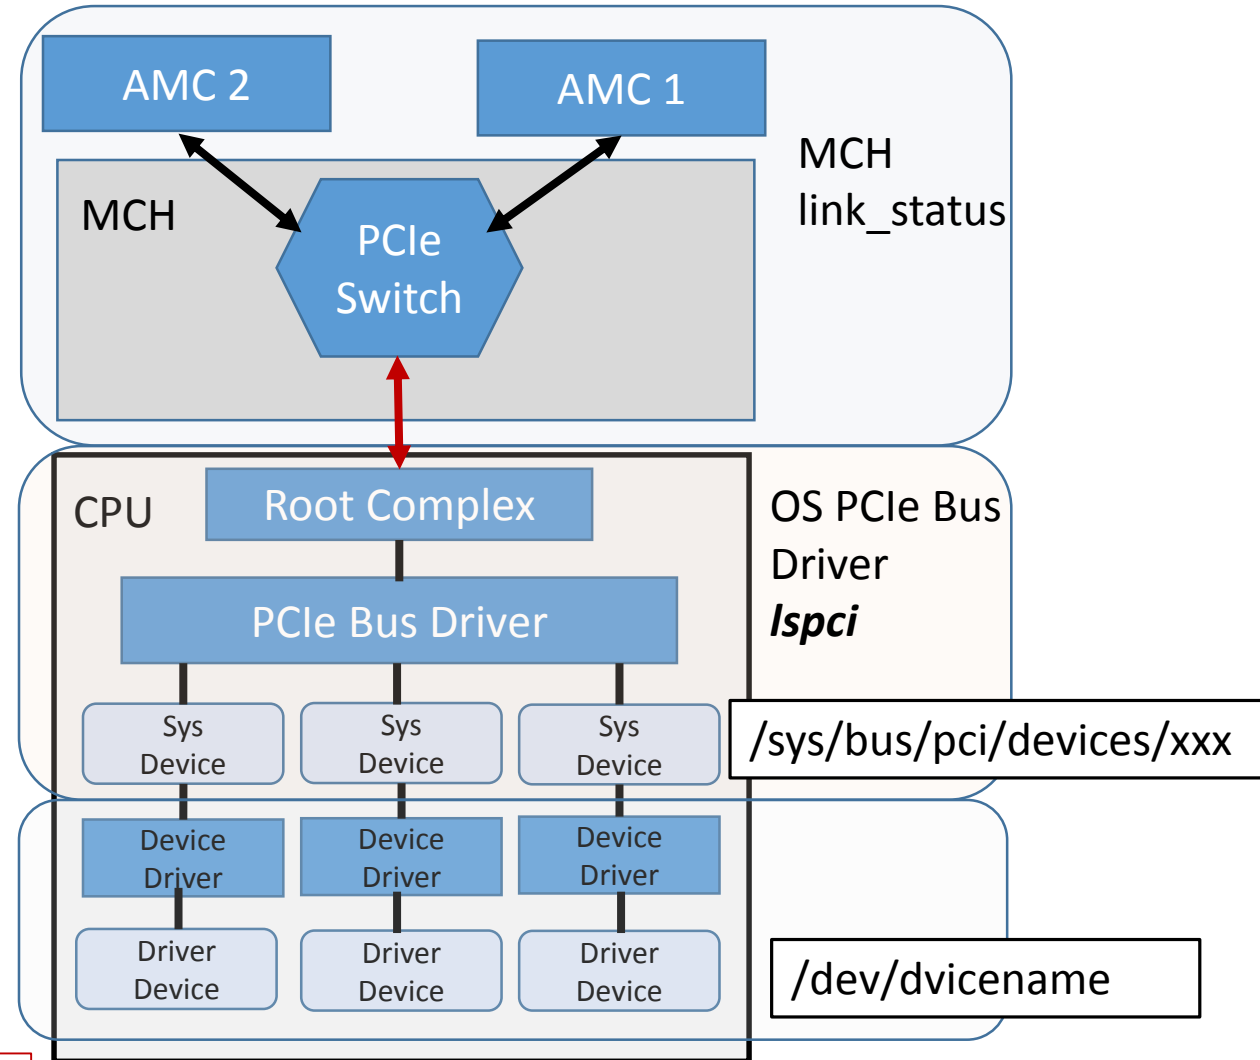 AMC 2
AMC 1
MCH
link_status
MCH
PCIe
Switch
CPU
Root Complex
OS PCIe Bus
Driver
lspci
PCIe Bus Driver
Sys
Device
Sys
Device
Sys
Device
/sys/bus/pci/devices/xxx
Device
Driver
Device
Driver
Device
Driver
Driver
Device
Driver
Device
Driver
Device
/dev/dvicename